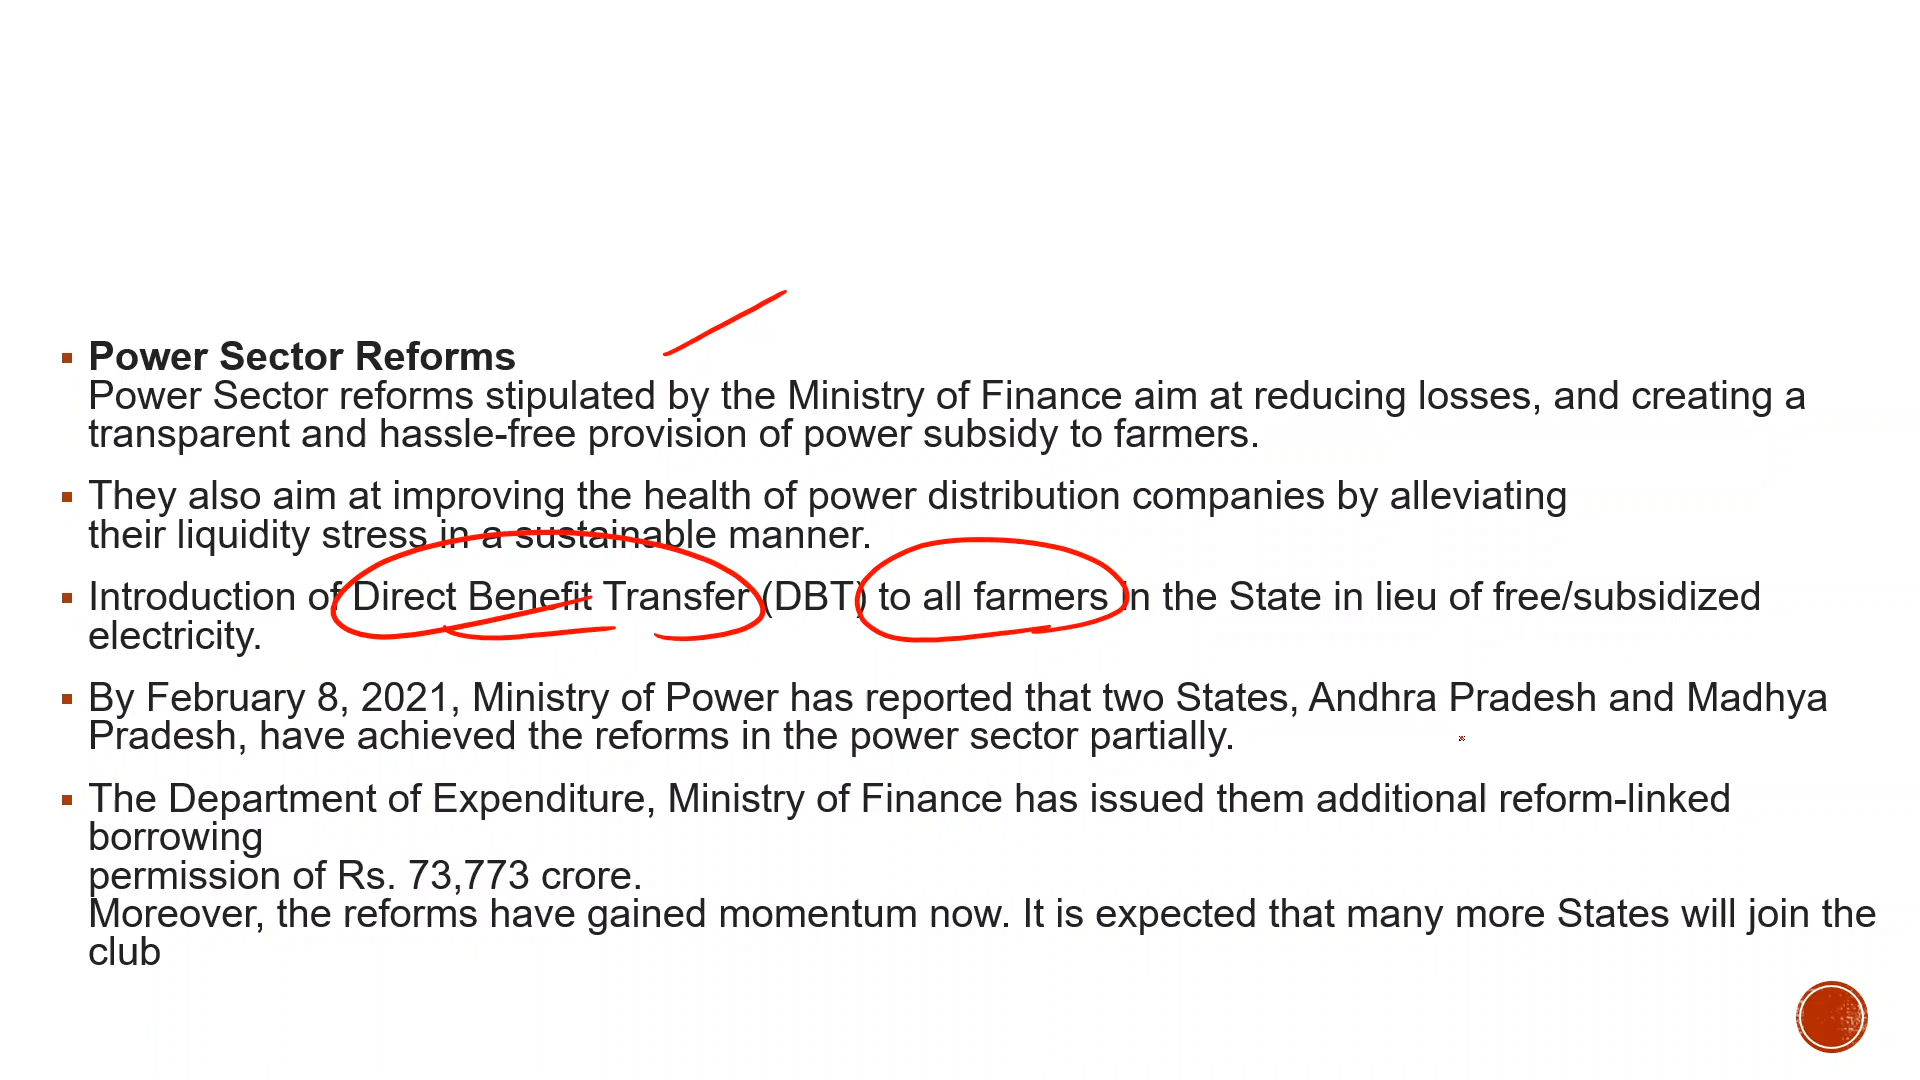 Power Sector Reforms
Power Sector reforms stipulated by the Ministry of Finance aim at reducing losses, and creating a
transparent and hassle-free provision of power subsidy to farmers.
They also aim at improving the health of power distribution companies by alleviating
their liquidity stress in a sustainable manner.
Introduction of Direct Benefit Transfer (DBT) to all farmers in the State in lieu of free/subsidized
electricity.
By February 8, 2021, Ministry of Power has reported that two States, Andhra Pradesh and Madhya
Pradesh, have achieved the reforms in the power sector partially.
The Department of Expenditure, Ministry of Finance has issued them additional reform-linked
borrowing
permission of Rs. 73,773 crore.
Moreover, the reforms have gained momentum now. It is expected that many more States will join the
club